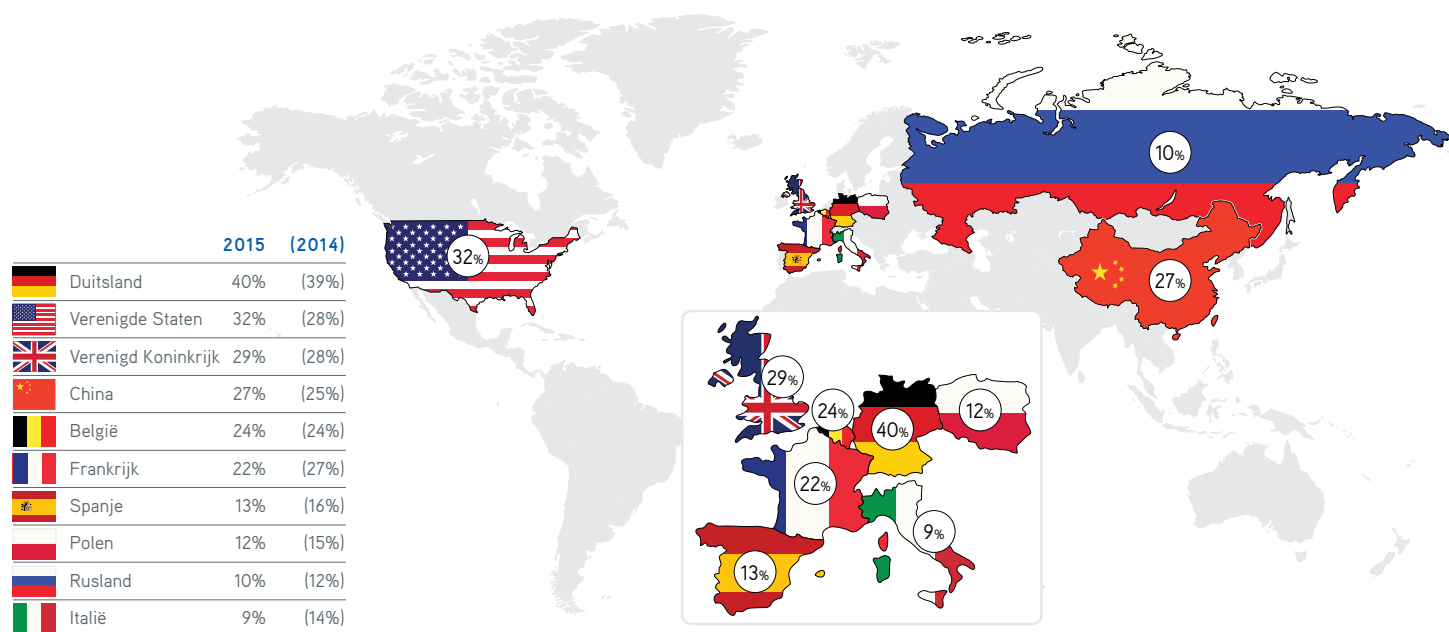 2015 (2014)
Duitsland 40% (39%)
Verenigde Staten 32% (28%)
Verenigd Koninkrijk 29% (28%)
China 27% (25%)
België 24% (24%)
Frankrijk 22% (27%)
Spanje 13% (16%)
Polen 12% (15%)
Rusland 10% (12%)
Italië 9% (14%)
32%
10%
27%
29%
24%
40%
12%
22%
9%
13%